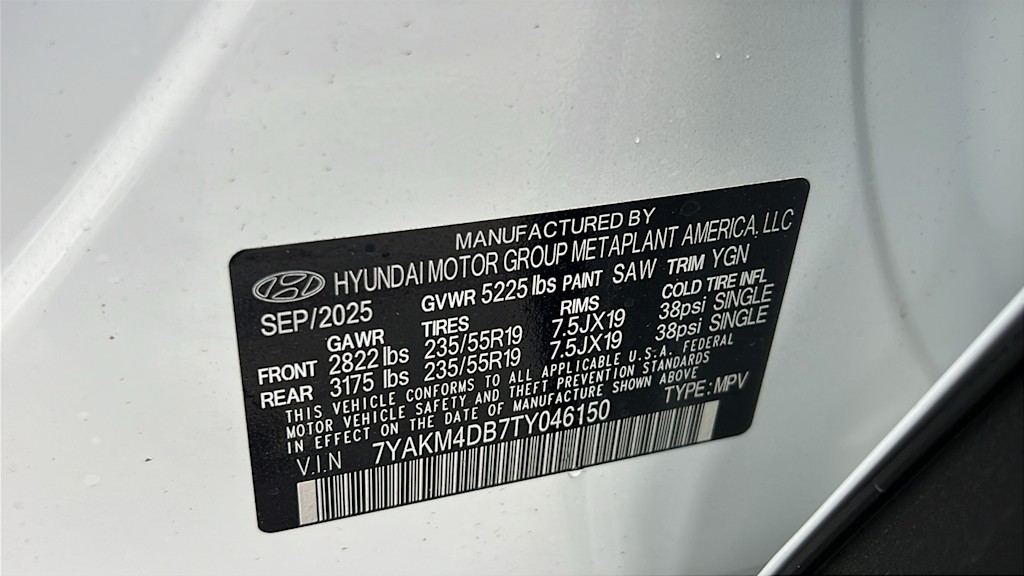 MANUFACTURED BY
HYUNDAI MOTOR GROUP METAPLANT AMERICA, LLC
SEP/2025 GVWR 5225 lbs PAINT SAW TRIM YGN
GAWR TIRES RIMS COLD TIRE INFL
FRONT 2822 lbs 235/55R19 7.5JX19 38psi SINGLE
REAR 3175 lbs 235/55R19 7.5JX19 38psi SINGLE
THIS VEHICLE CONFORMS TO ALL APPLICABLE U.S.A. FEDERAL
MOTOR VEHICLE SAFETY AND THEFT PREVENTION STANDARDS
IN EFFECT ON THE DATE OF MANUFACTURE SHOWN ABOVE
V.I.N 7YAKM4DB7TY046150 TYPE:MPV